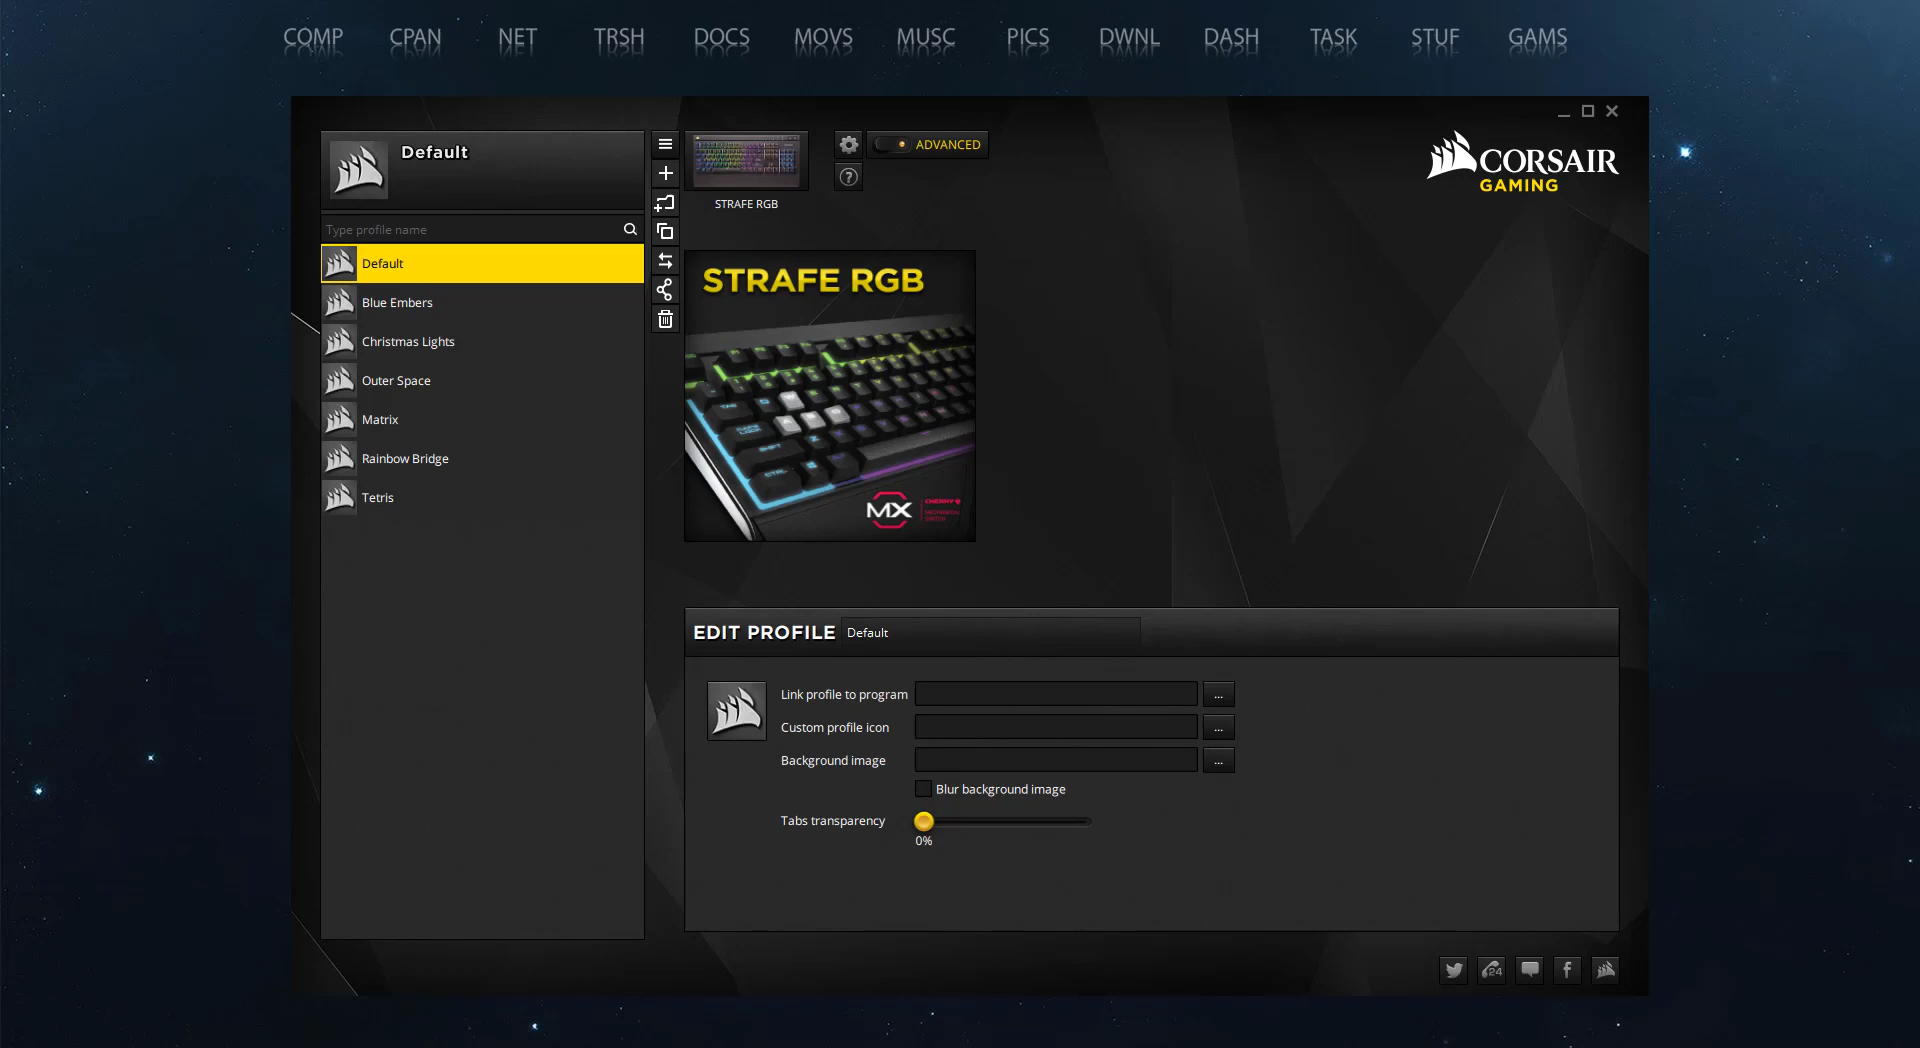 COMP CPAN NET TRSH DOCS MOVS MUSC PICS DWNL DASH TASK STUF GAMS
Default
ADVANCED
CORSAIR
GAMING
STRAFE RGB
Type profile name
Default
Blue Embers
Christmas Lights
Outer Space
Matrix
Rainbow Bridge
Tetris
STRAFE RGB
MX
CHERRY
EDIT PROFILE Default
Link profile to program ...
Custom profile icon ...
Background image ...
Blur background image
Tabs transparency
0%
24